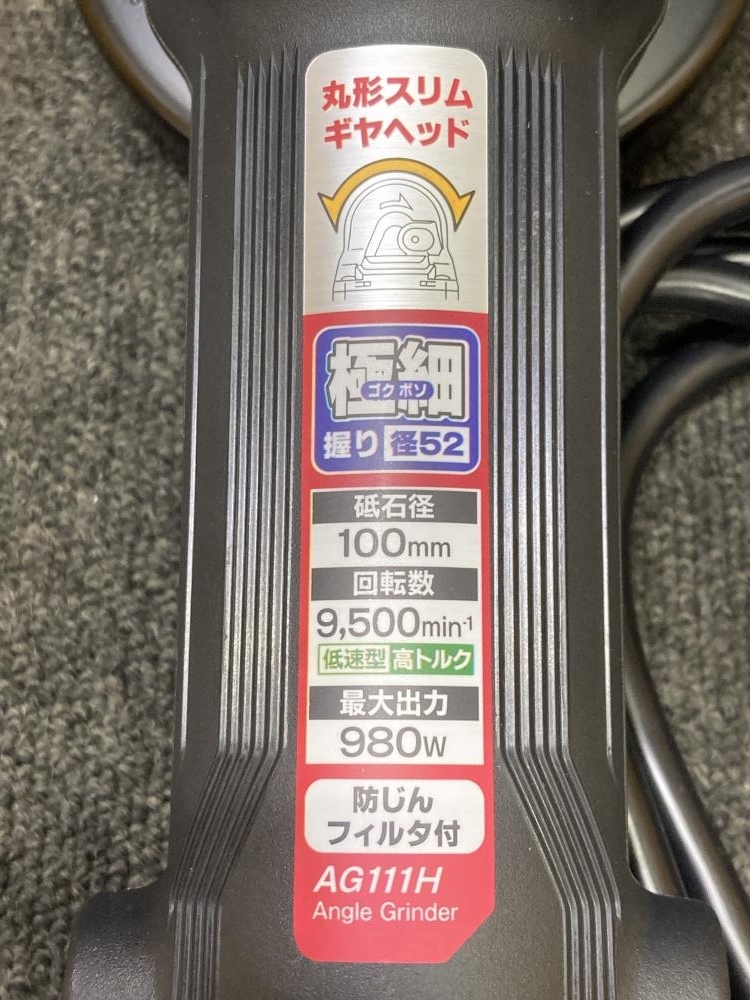 丸形スリム
ギヤヘッド
極細
ゴクボソ
握り 径52
砥石径
100mm
回転数
9,500min-1
低速型 高トルク
最大出力
980W
防じん
フィルタ付
AG111H
Angle Grinder